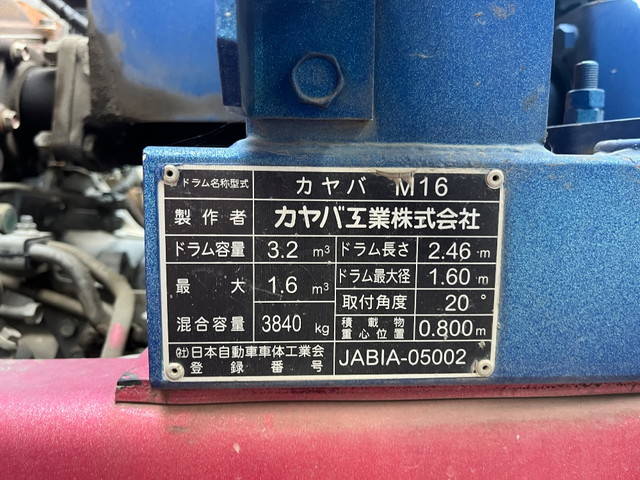 ドラム名称型式 カヤバ M16
製作者 カヤバ工業株式会社
ドラム容量 3.2 m³ ドラム長さ 2.46 m
最大 1.6 m³ ドラム最大径 1.60 m
混合容量 3840 kg 取付角度 20°
積載物重心位置 0.800 m
(社)日本自動車車体工業会
登録番号 JABIA-05002